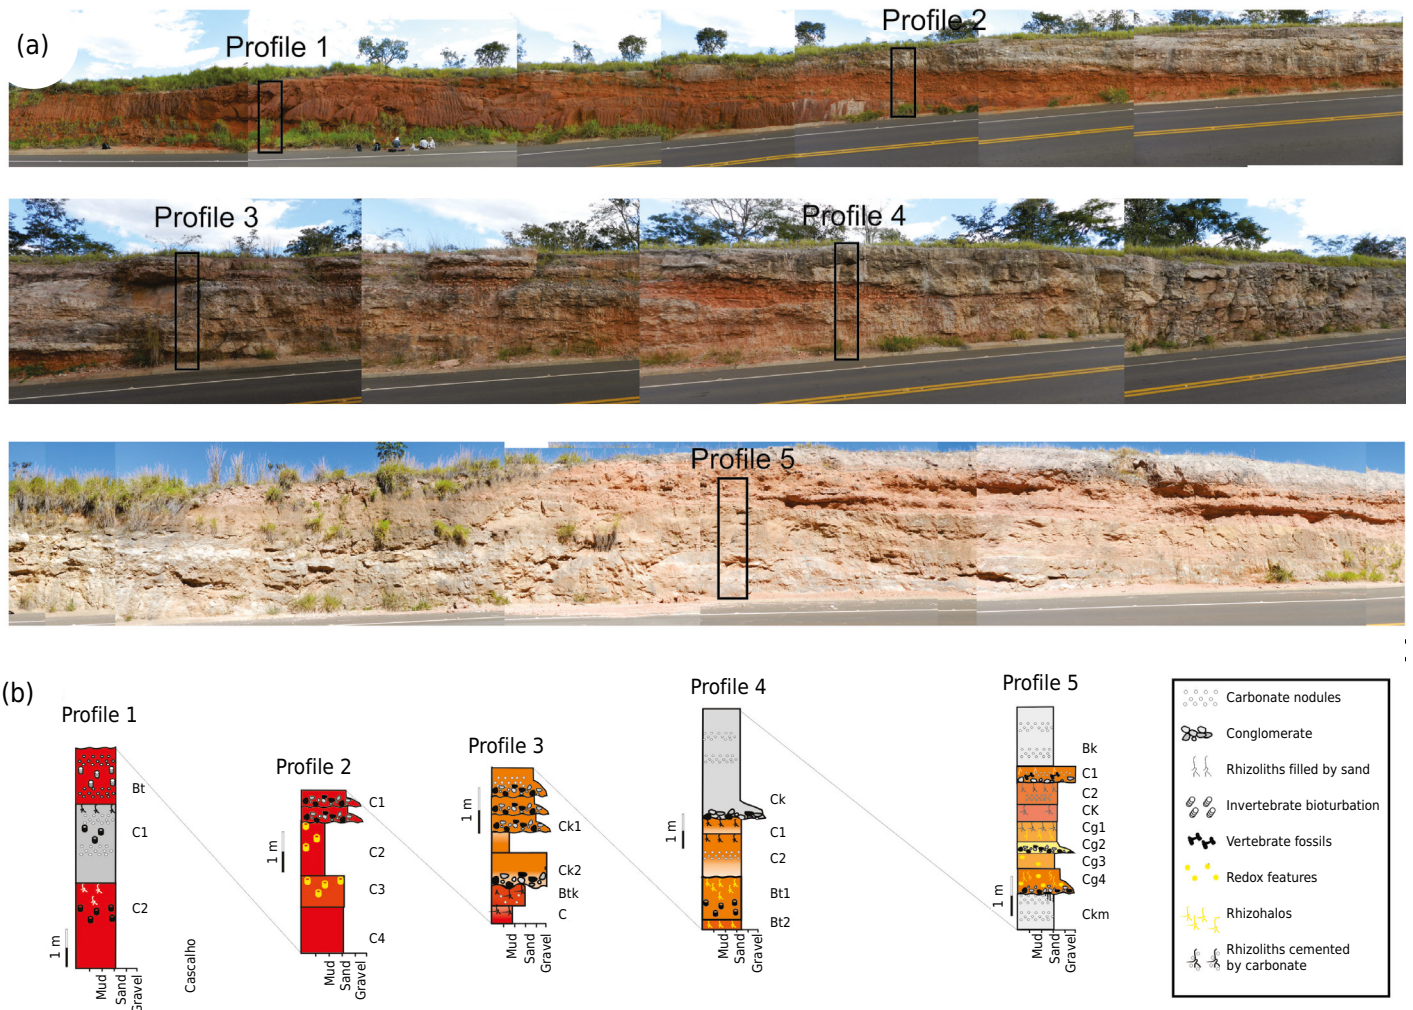 (a)
Profile 1
Profile 2
Profile 3
Profile 4
Profile 5
(b)
Profile 1
Bt
C1
C2
1 m
Mud
Sand
Gravel
Cascalho
Profile 2
C1
C2
C3
C4
1 m
Mud
Sand
Gravel
Profile 3
Ck1
Ck2
Btk
C
1 m
Mud
Sand
Gravel
Profile 4
Ck
C1
C2
Bt1
Bt2
1 m
Mud
Sand
Gravel
Profile 5
Bk
C1
C2
CK
Cg1
Cg2
Cg3
Cg4
Ckm
1 m
Mud
Sand
Gravel
Carbonate nodules
Conglomerate
Rhizoliths filled by sand
Invertebrate bioturbation
Vertebrate fossils
Redox features
Rhizohalos
Rhizoliths cemented
by carbonate